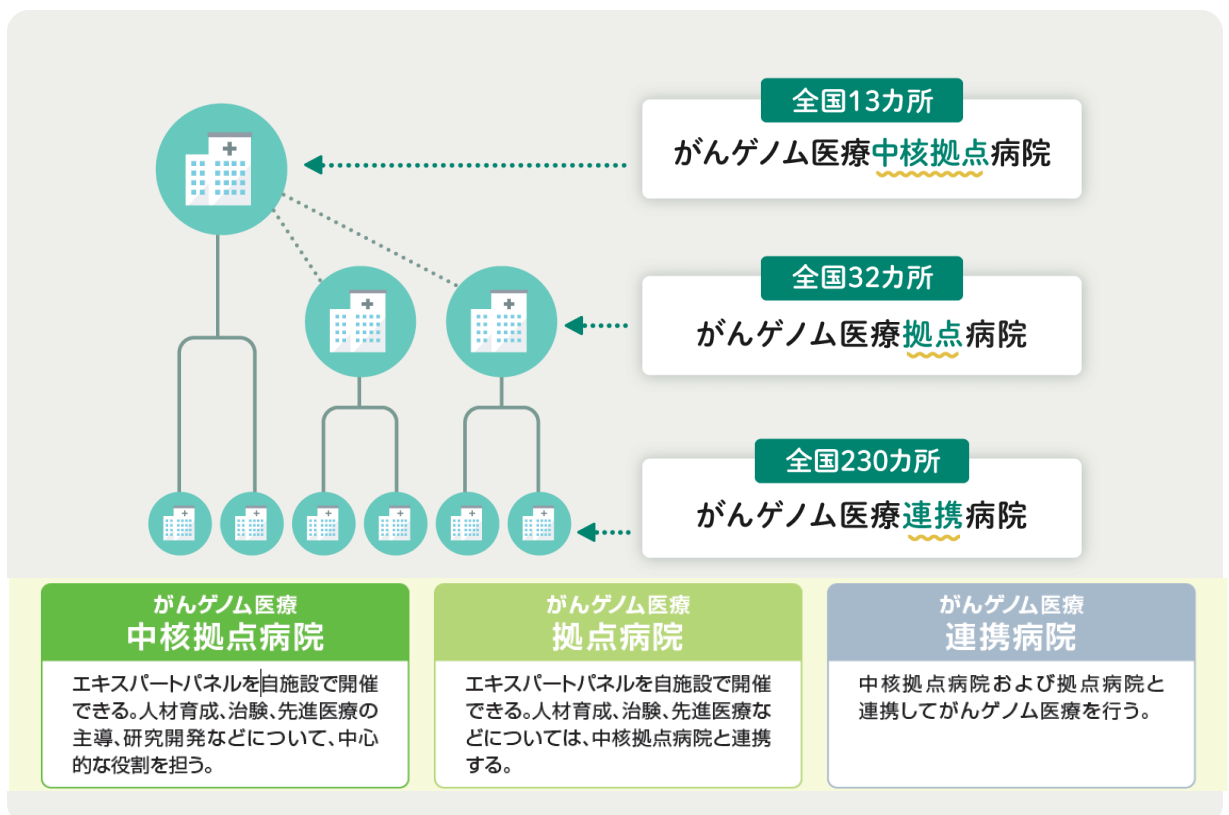 全国13カ所
がんゲノム医療中核拠点病院
全国32カ所
がんゲノム医療拠点病院
全国230カ所
がんゲノム医療連携病院
がんゲノム医療
中核拠点病院
エキスパートパネルを自施設で開催
できる。人材育成、治験、先進医療の
主導、研究開発などについて、中心
的な役割を担う。
がんゲノム医療
拠点病院
エキスパートパネルを自施設で開催
できる。人材育成、治験、先進医療な
どについては、中核拠点病院と連携
する。
がんゲノム医療
連携病院
中核拠点病院および拠点病院と
連携してがんゲノム医療を行う。